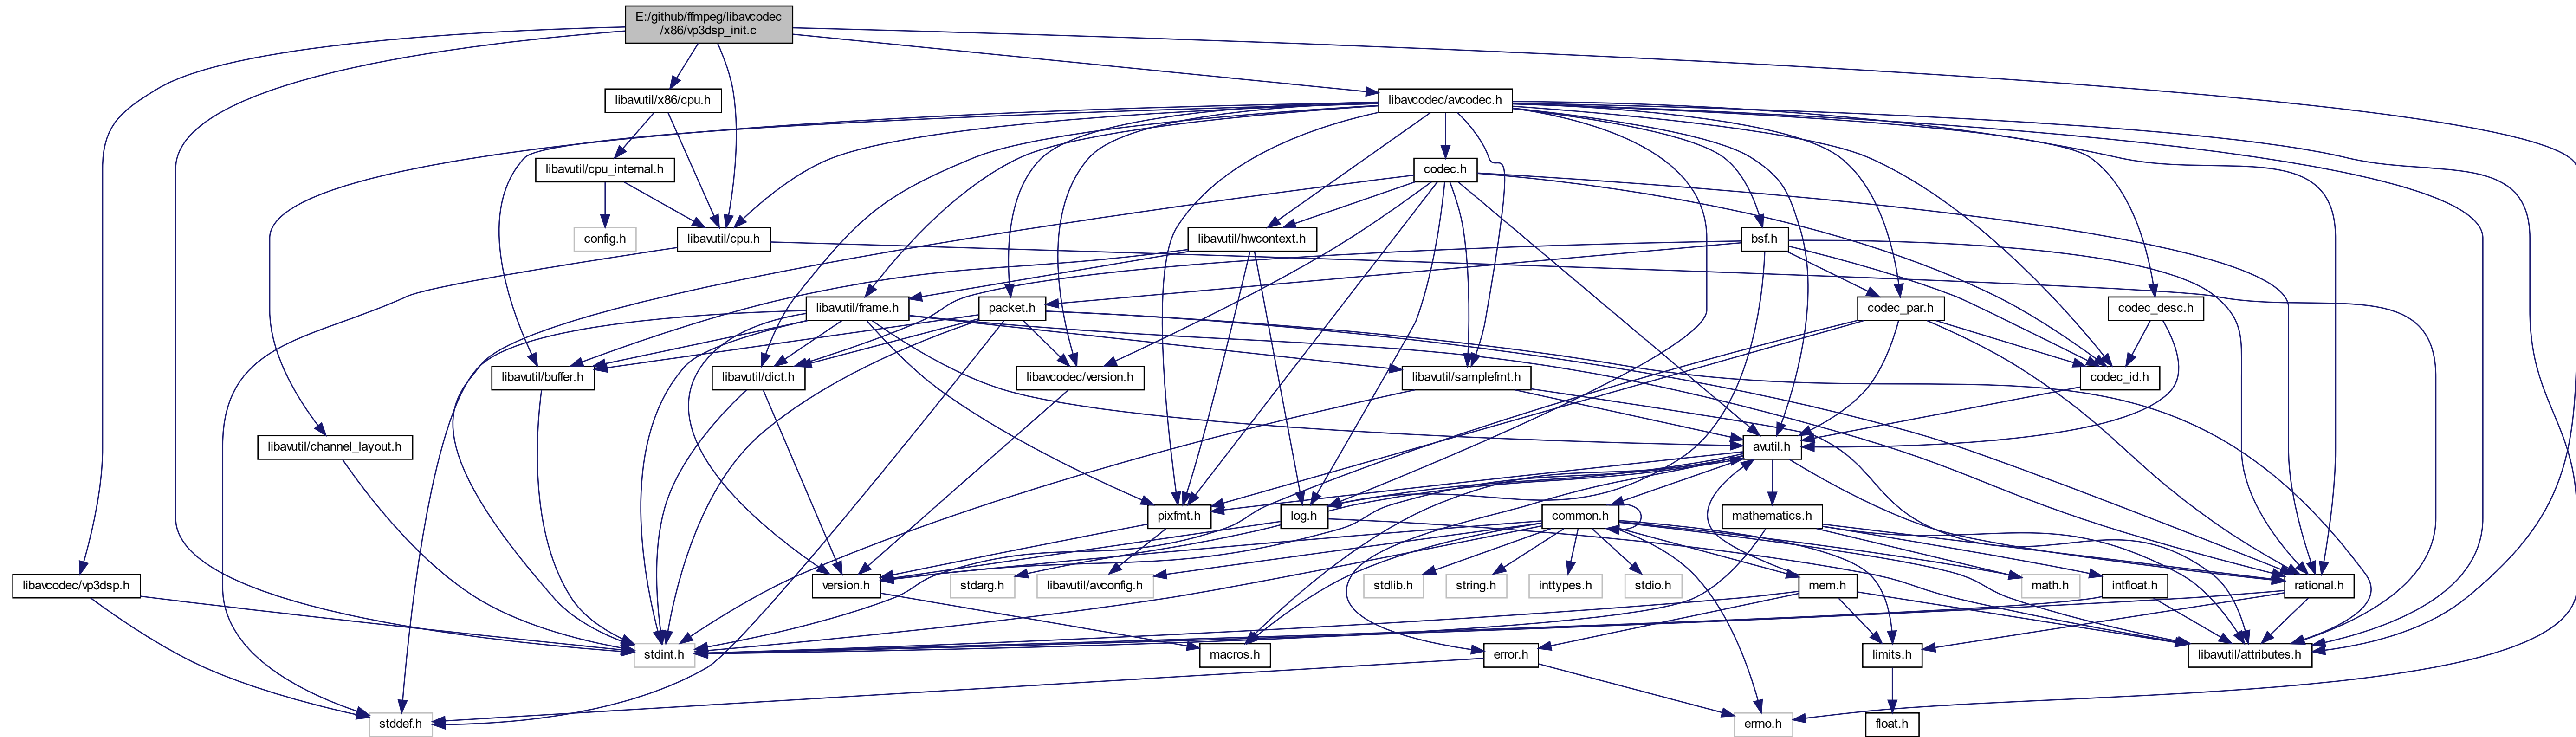 E:/github/ffmpeg/libavcodec
/x86/vp3dsp_init.c
libavutil/x86/cpu.h
libavcodec/avcodec.h
libavutil/cpu_internal.h
codec.h
config.h
libavutil/cpu.h
libavutil/hwcontext.h
bsf.h
libavutil/frame.h
packet.h
codec_par.h
codec_desc.h
libavutil/buffer.h
libavutil/dict.h
libavcodec/version.h
libavutil/samplefmt.h
codec_id.h
libavutil/channel_layout.h
avutil.h
pixfmt.h
log.h
common.h
mathematics.h
libavcodec/vp3dsp.h
version.h
stdarg.h
libavutil/avconfig.h
stdlib.h
string.h
inttypes.h
stdio.h
mem.h
math.h
intfloat.h
rational.h
stdint.h
macros.h
error.h
limits.h
libavutil/attributes.h
stddef.h
errno.h
float.h